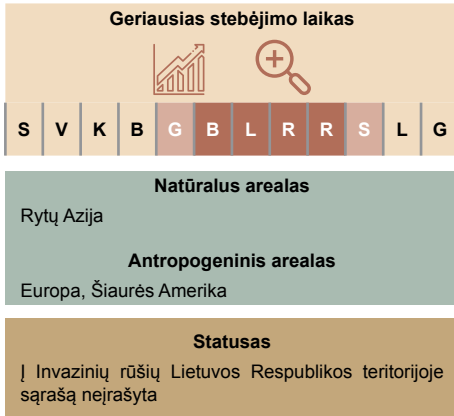 Geriausias stebėjimo laikas
S V K B G B L R R S L G
Natūralus arealas
Rytų Azija
Antropogeninis arealas
Europa, Šiaurės Amerika
Statusas
Į Invazinių rūšių Lietuvos Respublikos teritorijoje
sąrašą neįrašyta